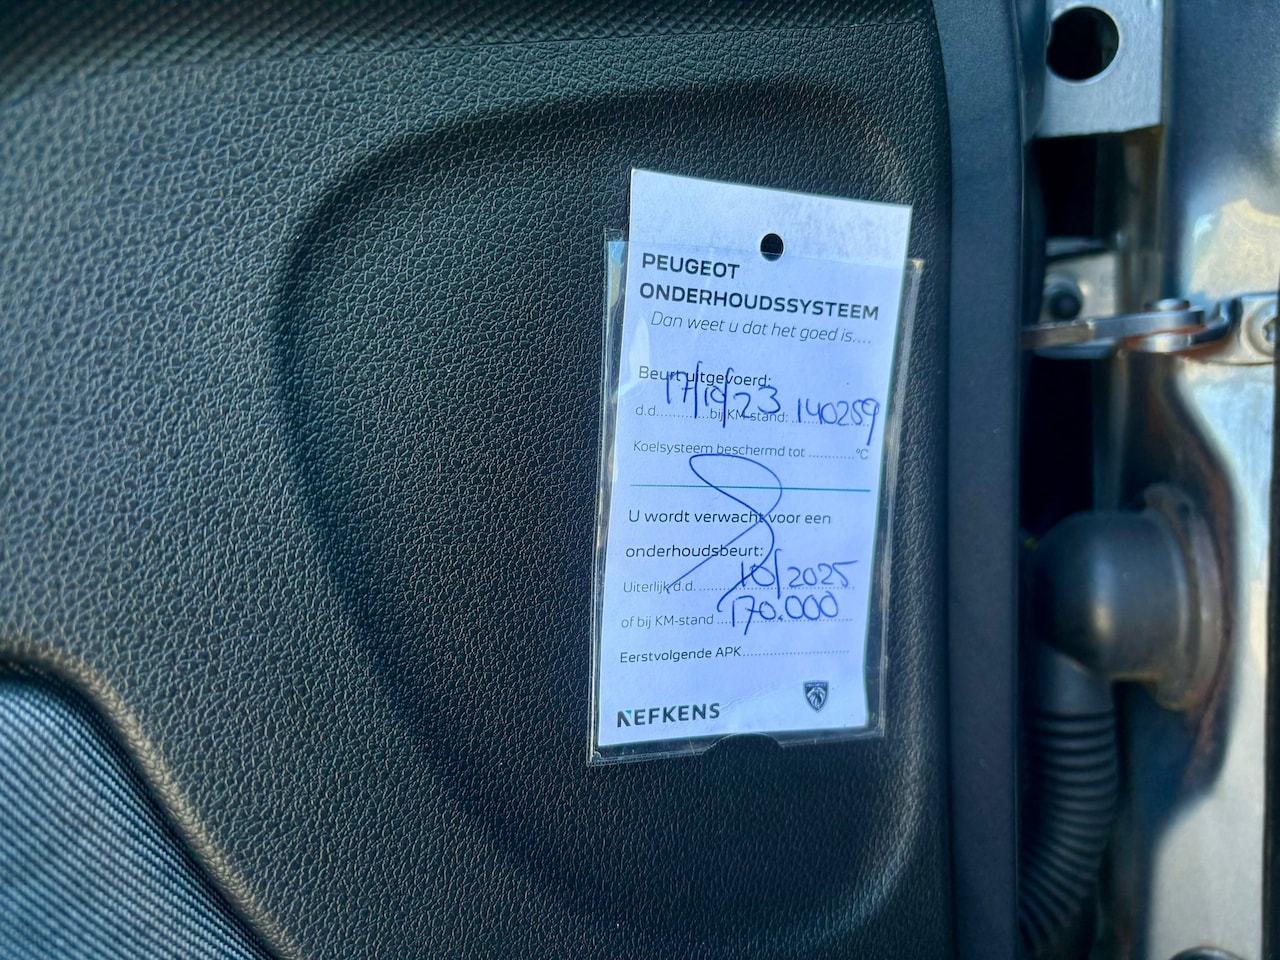 PEUGEOT
ONDERHOUDSSYSTEEM
Dan weet u dat het goed is....
Beurt uitgevoerd:
d.d. 17/10/23 bij KM-stand: 140259
Koelsysteem beschermd tot ............°C
U wordt verwacht voor een
onderhoudsbeurt:
Uiterlijk d.d. 10/2025
of bij KM-stand 170.000
Eerstvolgende APK...........................
NEFKENS